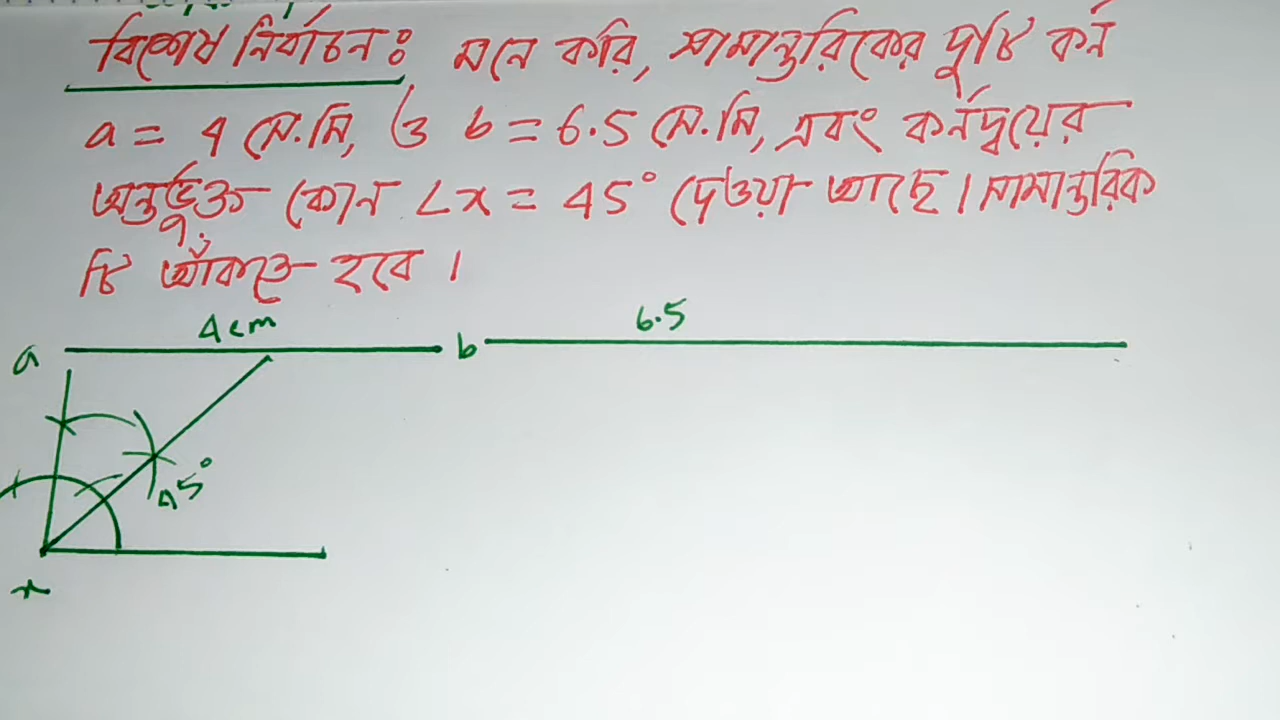 বিশেষ নির্বাচনঃ মনে করি, সামান্তরিকের দুটি কর্ন
a = 4 সে.মি, ও b = 6.5 সে.মি, এবং কর্নদ্বয়ের
অন্তর্ভুক্ত কোন ∠x = 45° দেওয়া আছে। সামান্তরিক
টি আঁকতে হবে।
4cm 6.5
a b
45°
x